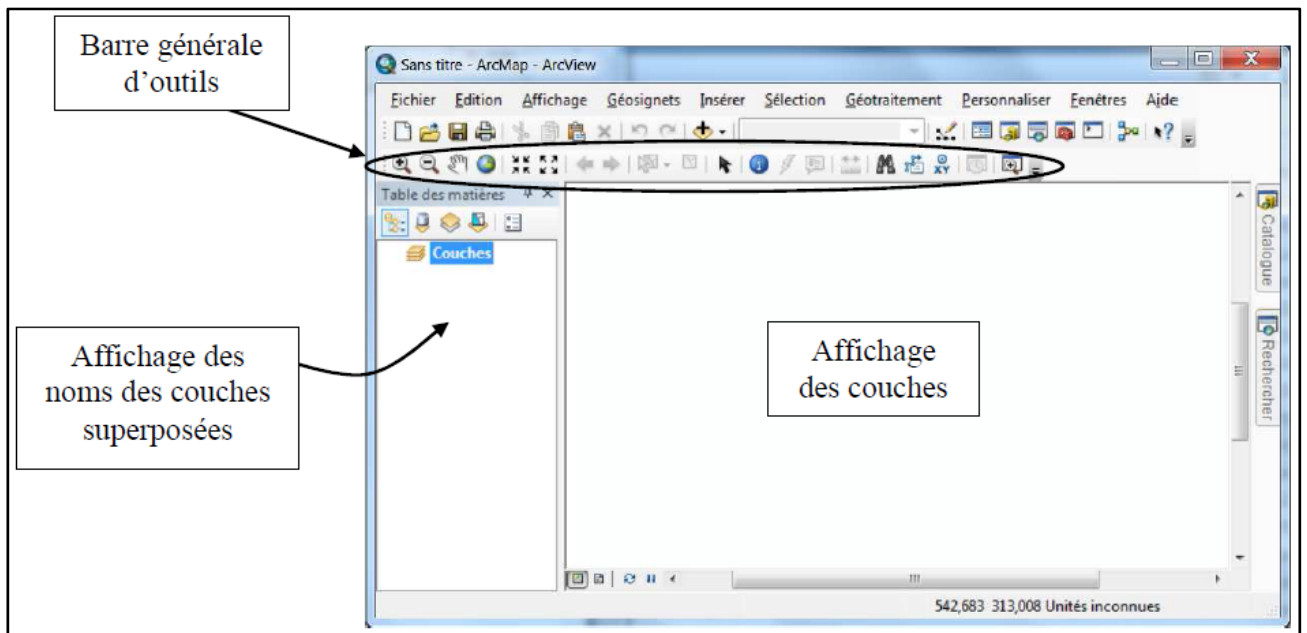 Barre générale
d'outils
Sans titre - ArcMap - ArcView
Fichier Edition Affichage Géosignets Insérer Sélection Géotraitement Personnaliser Fenêtres Aide
Table des matières
Couches
Affichage des
noms des couches
superposées
Affichage
des couches
Catalogue
Rechercher
542,683 313,008 Unités inconnues